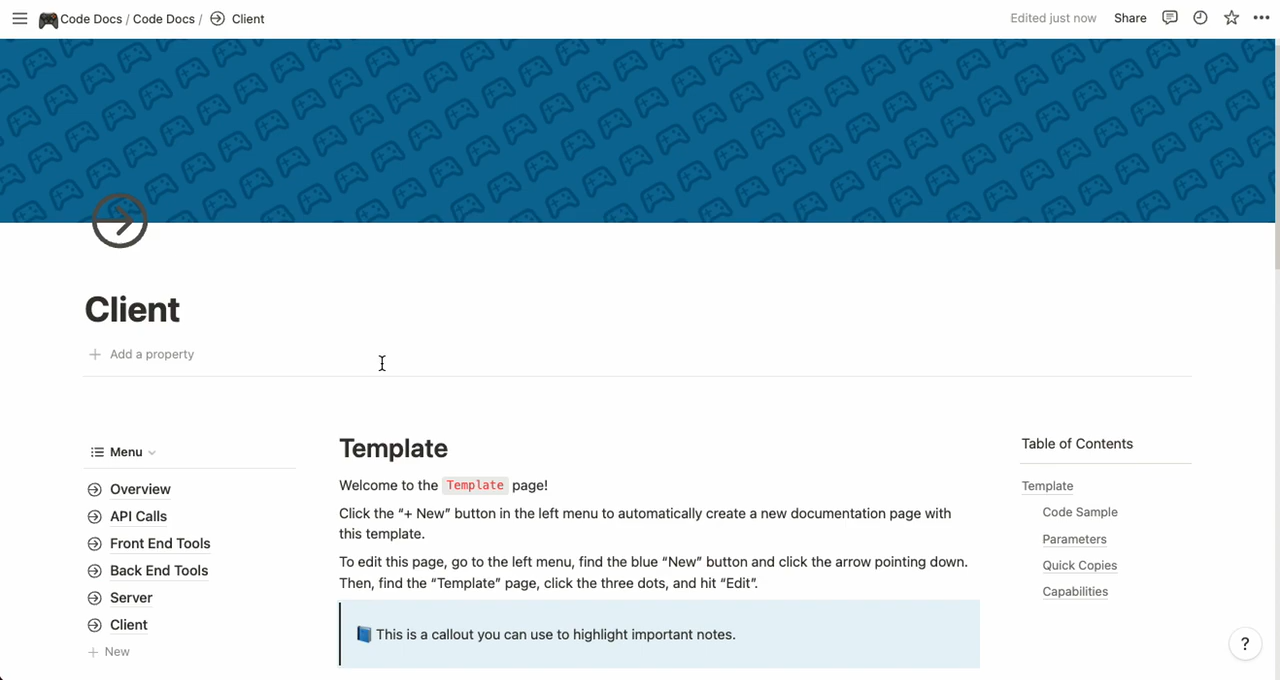 Code Docs / Code Docs / Client
Edited just now Share
Client
Add a property
Menu
Overview
API Calls
Front End Tools
Back End Tools
Server
Client
+ New
Template
Welcome to the Template page!
Click the “+ New” button in the left menu to automatically create a new documentation page with
this template.
To edit this page, go to the left menu, find the blue “New” button and click the arrow pointing down.
Then, find the “Template” page, click the three dots, and hit “Edit”.
This is a callout you can use to highlight important notes.
Table of Contents
Template
Code Sample
Parameters
Quick Copies
Capabilities
?